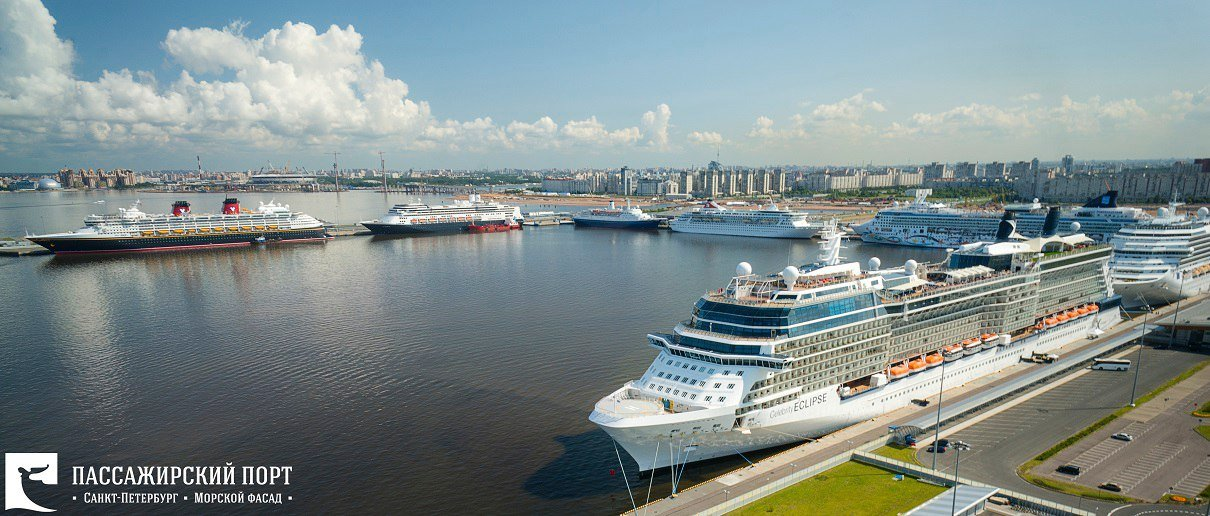 Celebrity ECLIPSE
ПАССАЖИРСКИЙ ПОРТ
▪ Санкт-Петербург ▪ Морской фасад ▪